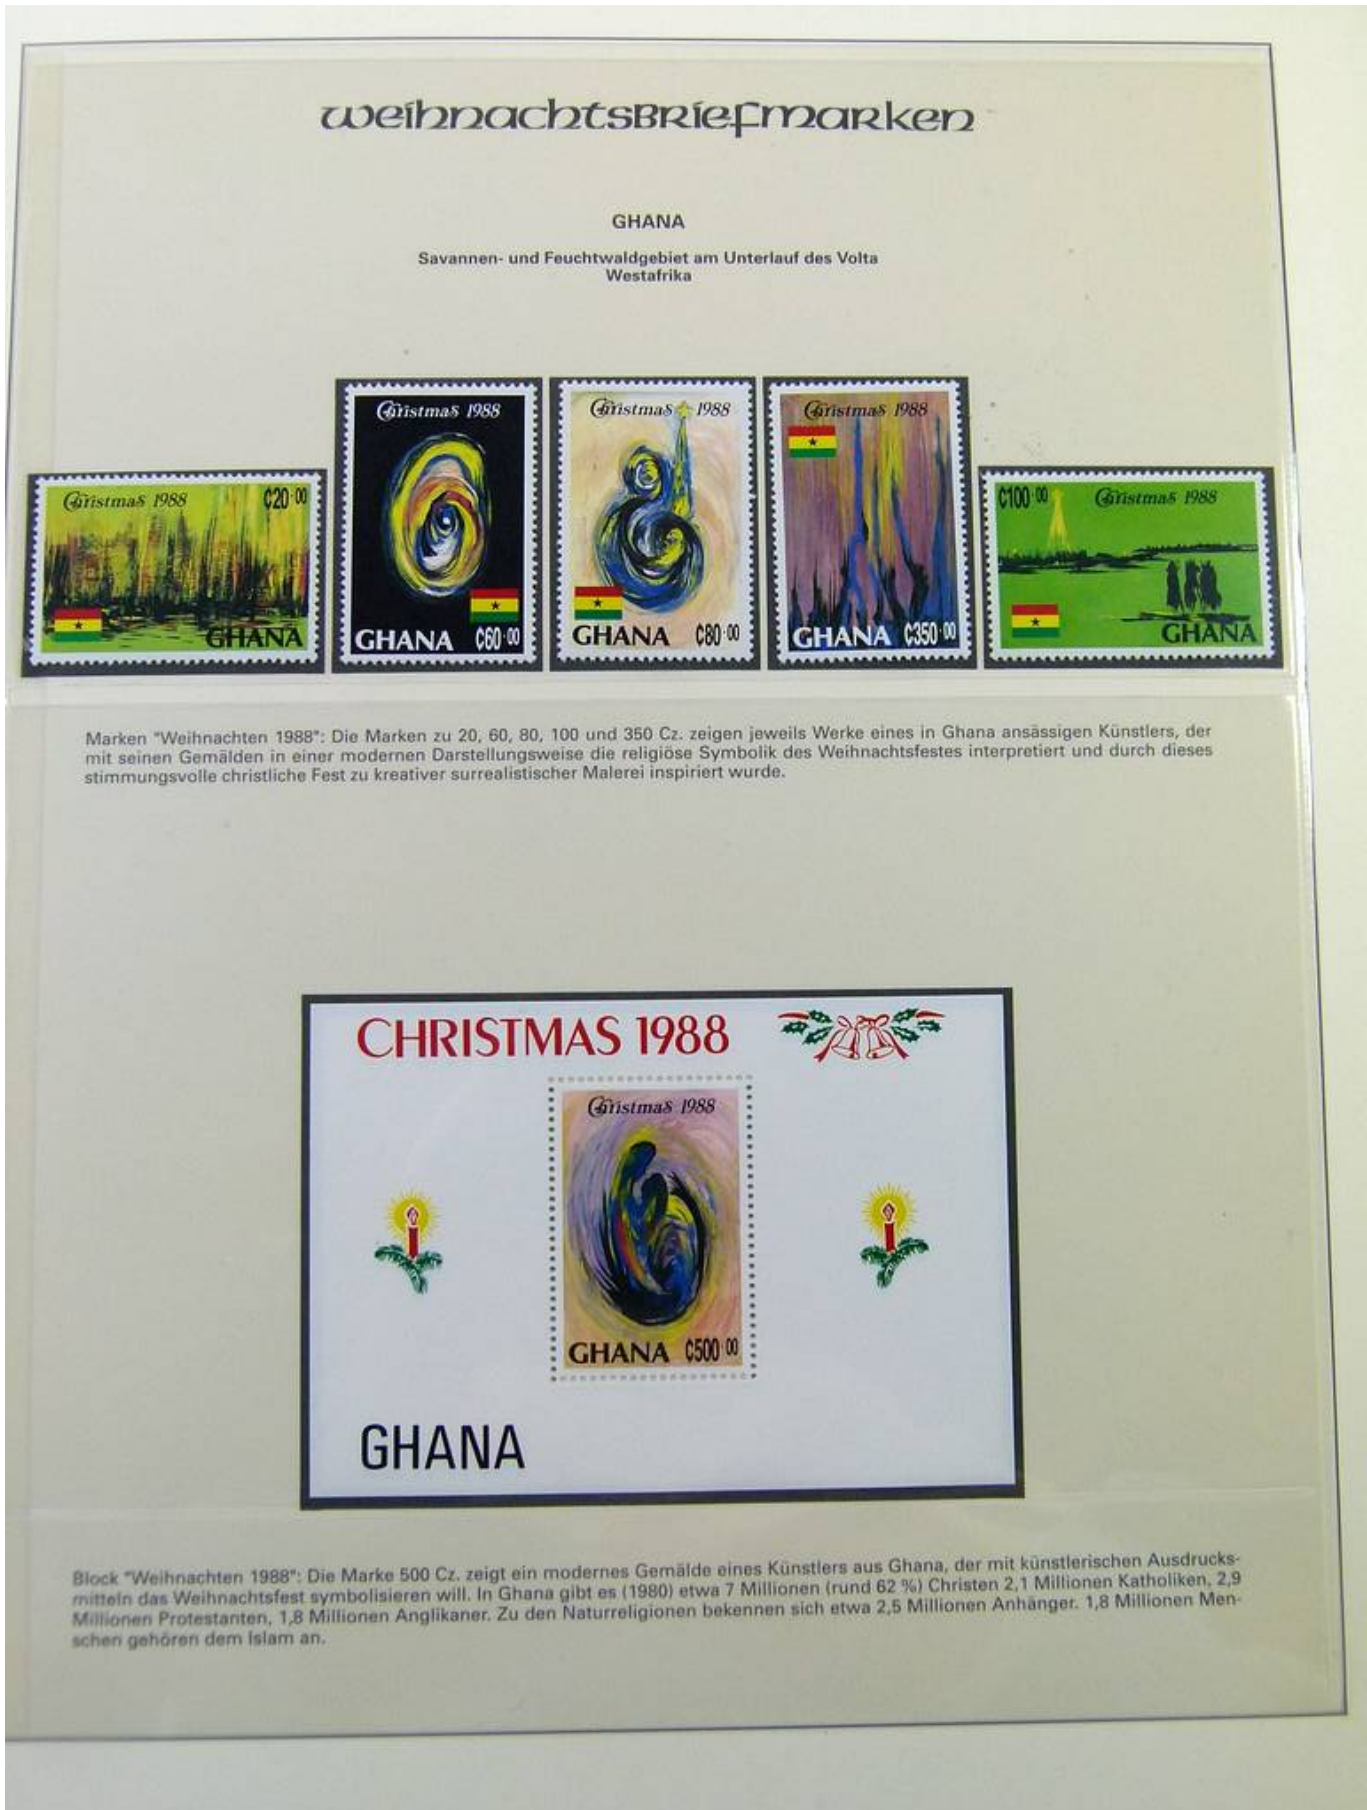 weihnachtsBriefmarken
GHANA
Savannen- und Feuchtwaldgebiet am Unterlauf des Volta
Westafrika
Christmas 1988 ₵20·00
GHANA
Christmas 1988
GHANA ₵60·00
Christmas 1988
GHANA ₵80·00
Christmas 1988
GHANA ₵350·00
₵100·00 Christmas 1988
GHANA
Marken "Weihnachten 1988": Die Marken zu 20, 60, 80, 100 und 350 Cz. zeigen jeweils Werke eines in Ghana ansässigen Künstlers, der
mit seinen Gemälden in einer modernen Darstellungsweise die religiöse Symbolik des Weihnachtsfestes interpretiert und durch dieses
stimmungsvolle christliche Fest zu kreativer surrealistischer Malerei inspiriert wurde.
CHRISTMAS 1988
Christmas 1988
GHANA ₵500·00
GHANA
Block "Weihnachten 1988": Die Marke 500 Cz. zeigt ein modernes Gemälde eines Künstlers aus Ghana, der mit künstlerischen Ausdrucks-
mitteln das Weihnachtsfest symbolisieren will. In Ghana gibt es (1980) etwa 7 Millionen (rund 62 %) Christen 2,1 Millionen Katholiken, 2,9
Millionen Protestanten, 1,8 Millionen Anglikaner. Zu den Naturreligionen bekennen sich etwa 2,5 Millionen Anhänger. 1,8 Millionen Men-
schen gehören dem Islam an.